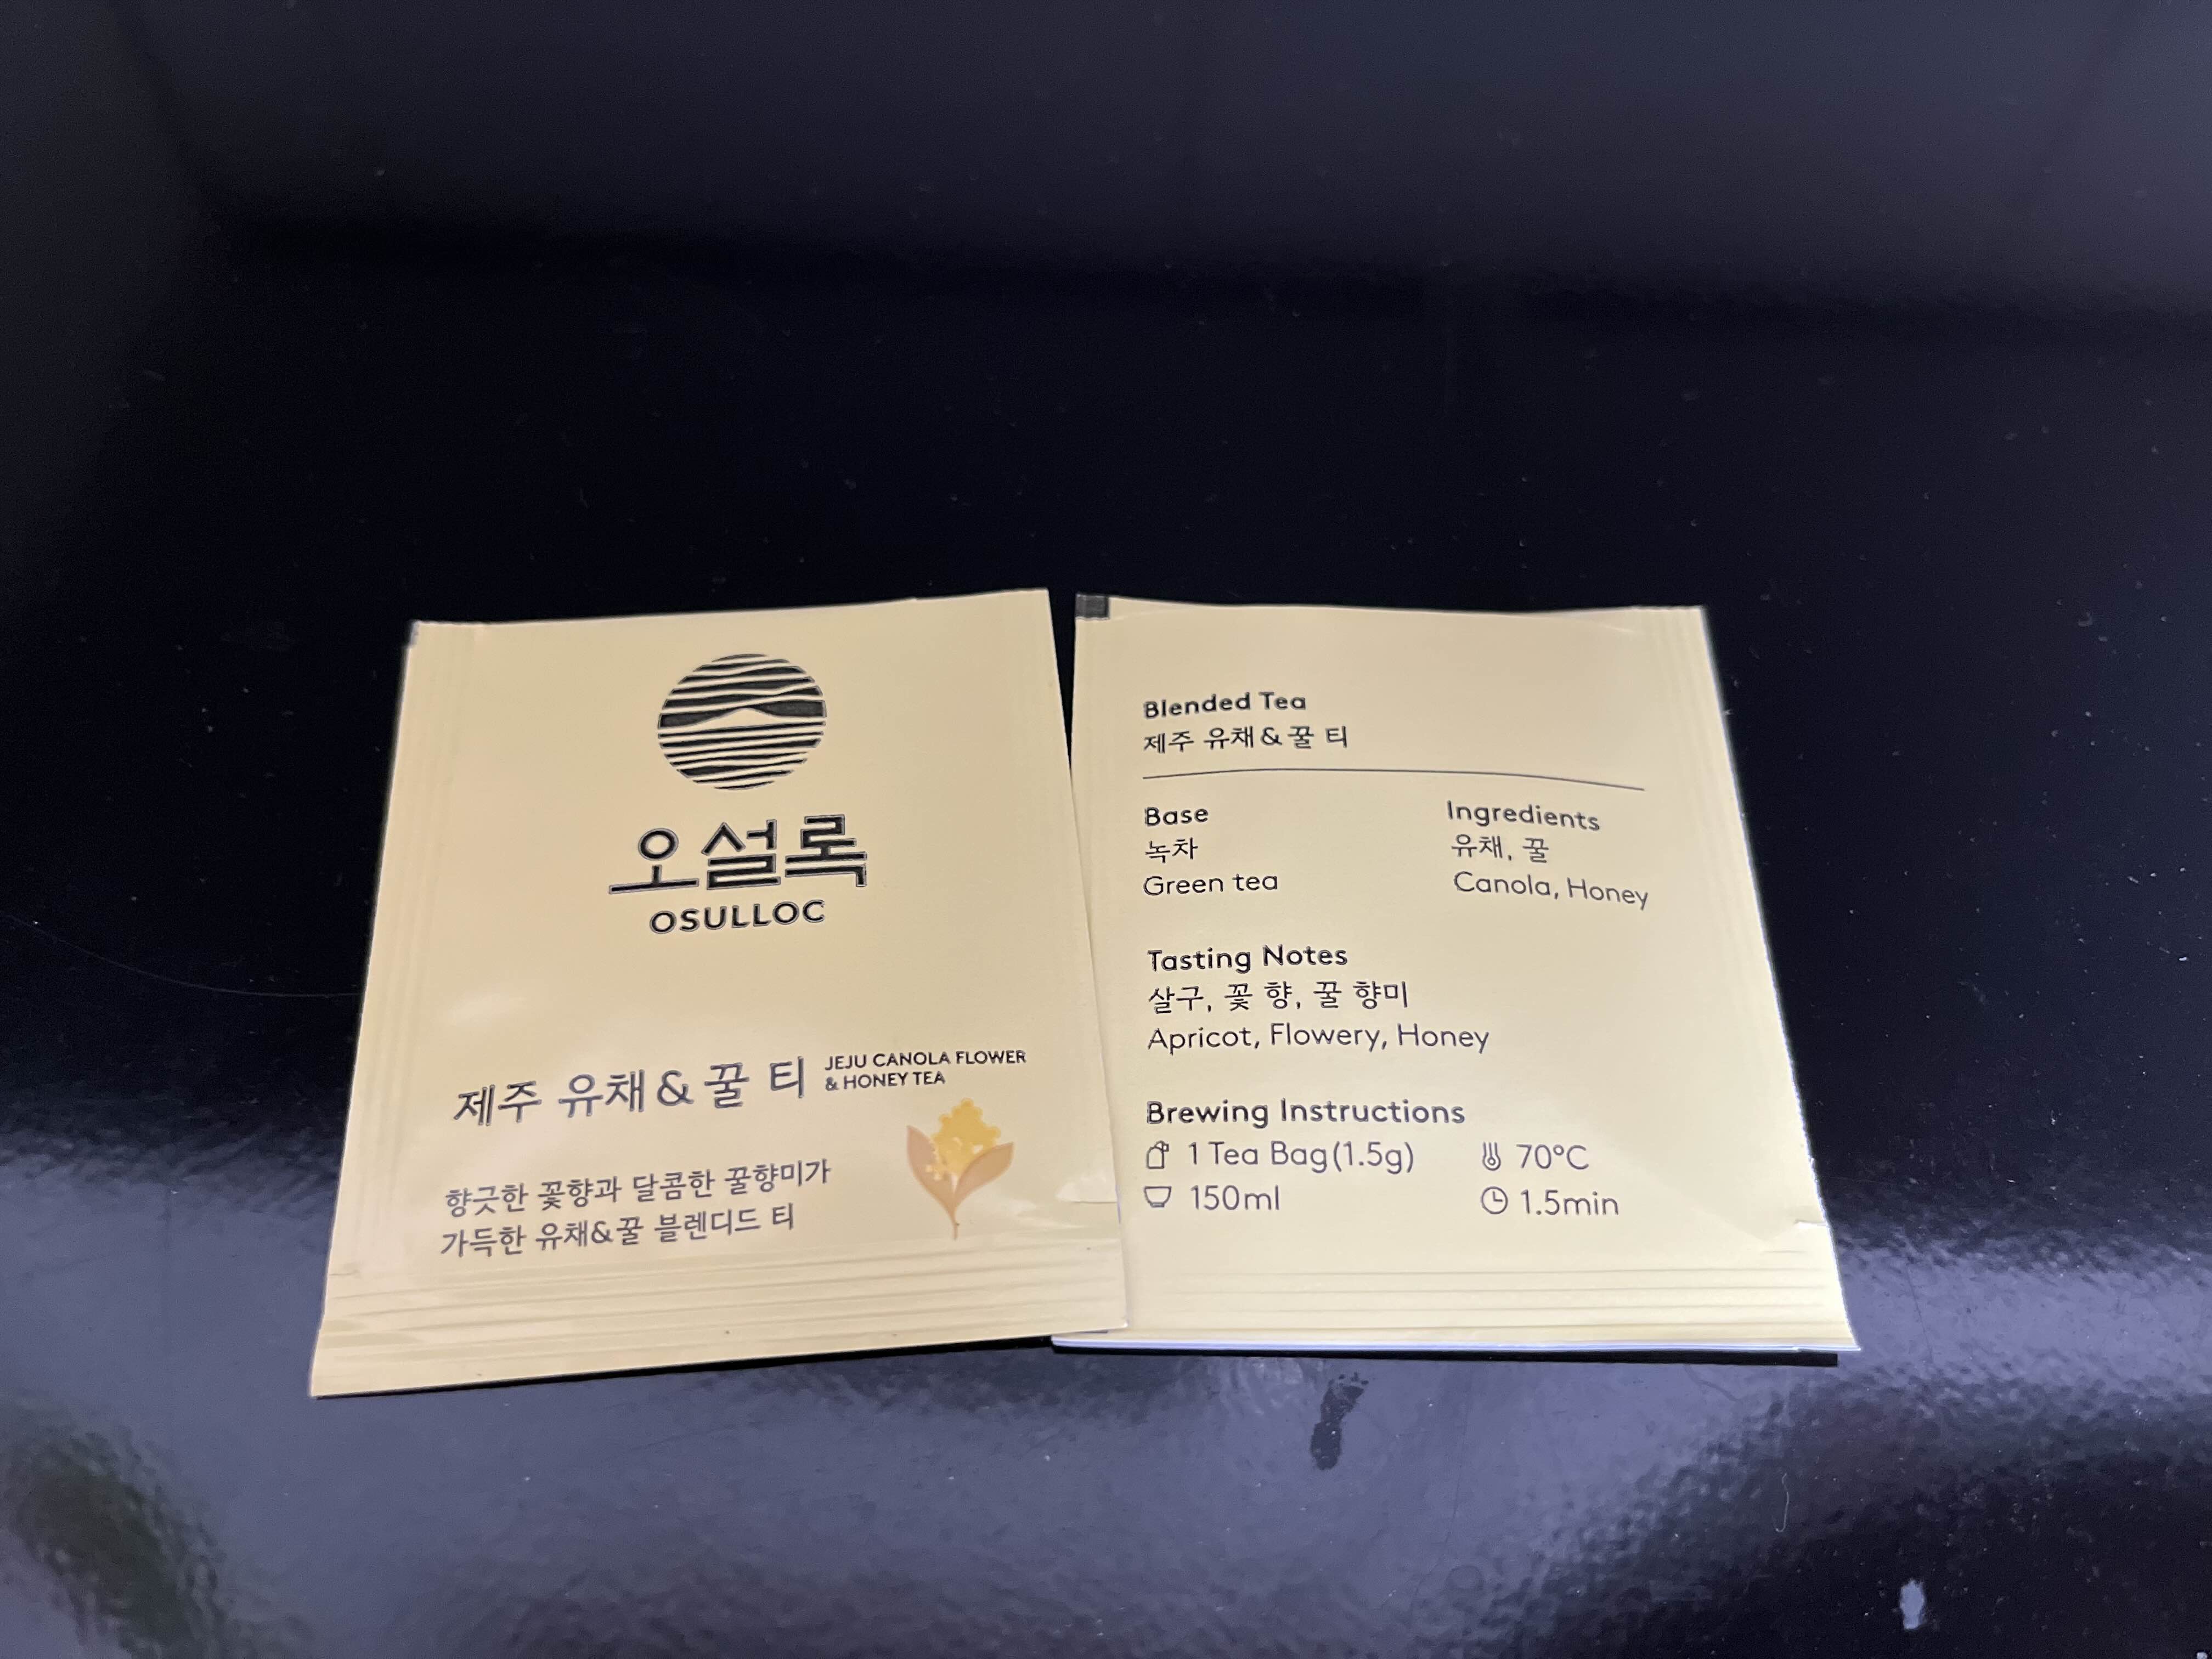 오설록
OSULLOC
제주 유채&꿀 티
JEJU CANOLA FLOWER
& HONEY TEA
향긋한 꽃향과 달콤한 꿀향미가
가득한 유채&꿀 블렌디드 티
Blended Tea
제주 유채&꿀 티
Base
녹차
Green tea
Ingredients
유채, 꿀
Canola, Honey
Tasting Notes
살구, 꽃 향, 꿀 향미
Apricot, Flowery, Honey
Brewing Instructions
1 Tea Bag(1.5g)
70°C
150ml
1.5min